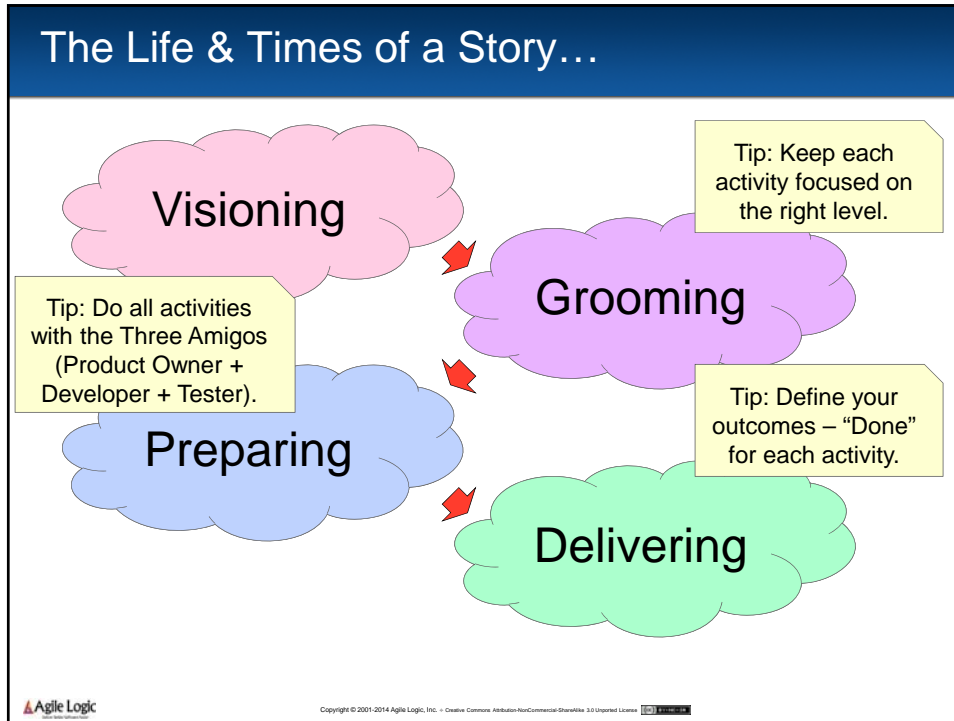 The Life & Times of a Story…
Visioning
Tip: Keep each
activity focused on
the right level.
Grooming
Tip: Do all activities
with the Three Amigos
(Product Owner +
Developer + Tester).
Preparing
Tip: Define your
outcomes – “Done”
for each activity.
Delivering
Agile Logic
Copyright © 2001-2014 Agile Logic, Inc. ÷ Creative Commons Attribution-NonCommercial-ShareAlike 3.0 Unported License